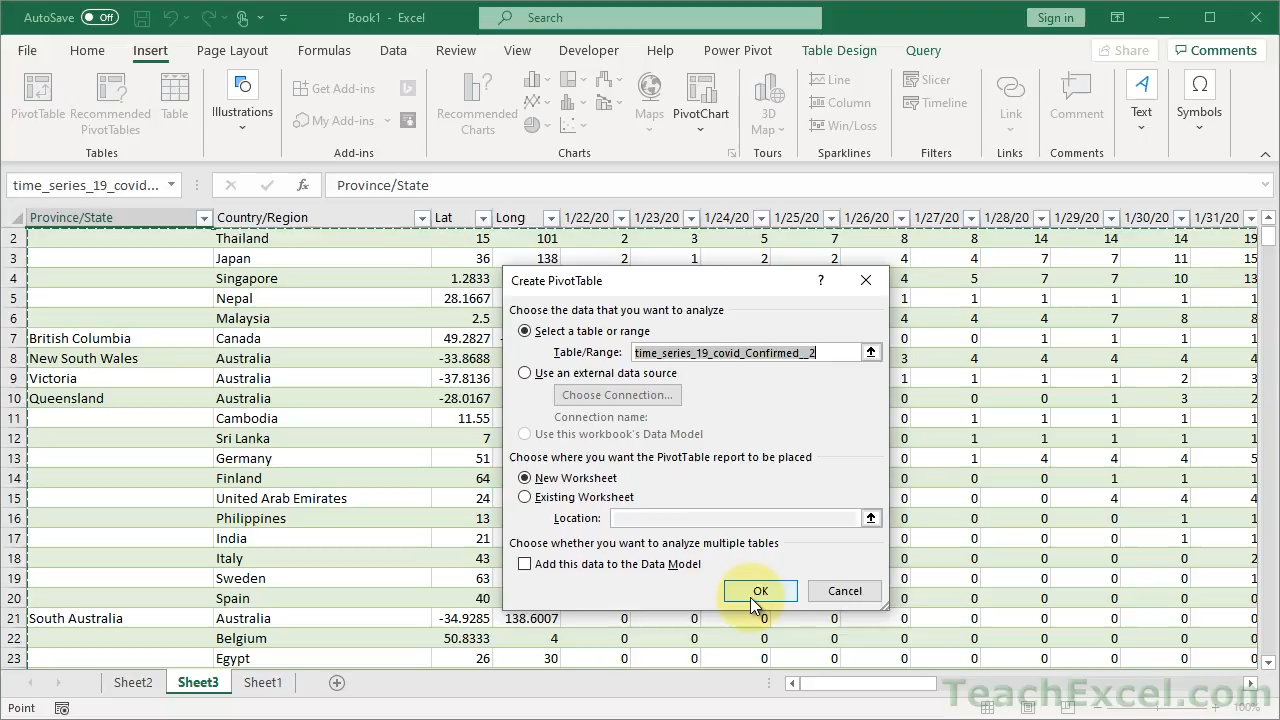 AutoSave Off Book1 - Excel Search Sign in
File Home Insert Page Layout Formulas Data Review View Developer Help Power Pivot Table Design Query Share Comments
PivotTable Recommended PivotTables Table Illustrations Get Add-ins My Add-ins Recommended Charts Maps PivotChart 3D Map Line Column Win/Loss Slicer Timeline Link Comment Text Symbols
Tables Add-ins Charts Tours Sparklines Filters Links Comments
time_series_19_covid... fx Province/State
Province/State Country/Region Lat Long 1/22/20 1/23/20 1/24/20 1/25/20 1/26/20 1/27/20 1/28/20 1/29/20 1/30/20 1/31/20
2 Thailand 15 101 2 3 5 7 8 8 14 14 14 19
3 Japan 36 138 2 1 2 2 4 4 7 7 11 15
4 Singapore 1.2833 4 5 7 7 10 13
5 Nepal 28.1667 1 1 1 1 1 1
6 Malaysia 2.5 4 4 4 7 8 8
7 British Columbia Canada 49.2827 1 1 1 1
8 New South Wales Australia -33.8688 3 4 4 4 4 4
9 Victoria Australia -37.8136 1 1 1 1 2 3
10 Queensland Australia -28.0167 0 0 0 1 3 2
11 Cambodia 11.55 0 1 1 1 1 1
12 Sri Lanka 7 0 1 1 1 1 1
13 Germany 51 0 1 4 4 4 5
14 Finland 64 0 0 0 1 1 1
15 United Arab Emirates 24 0 0 0 4 4 4
16 Philippines 13 0 0 0 0 1 1
17 India 21 0 0 0 0 1 1
18 Italy 43 0 0 0 0 0 2
19 Sweden 63 0 0 0 0 0 1
20 Spain 40 0 0 0 0 0 1
21 South Australia Australia -34.9285 138.6007 0 0 0 0 0 0 0 0 0
22 Belgium 50.8333 4 0 0 0 0 0 0 0 0 0 0
23 Egypt 26 30 0 0 0 0 0 0 0 0 0 0
Create PivotTable ?
Choose the data that you want to analyze
Select a table or range
Table/Range: time_series_19_covid_Confirmed__2
Use an external data source
Choose Connection...
Connection name:
Use this workbook's Data Model
Choose where you want the PivotTable report to be placed
New Worksheet
Existing Worksheet
Location:
Choose whether you want to analyze multiple tables
Add this data to the Data Model
OK Cancel
Sheet2 Sheet3 Sheet1
TeachExcel.com
Point 100%